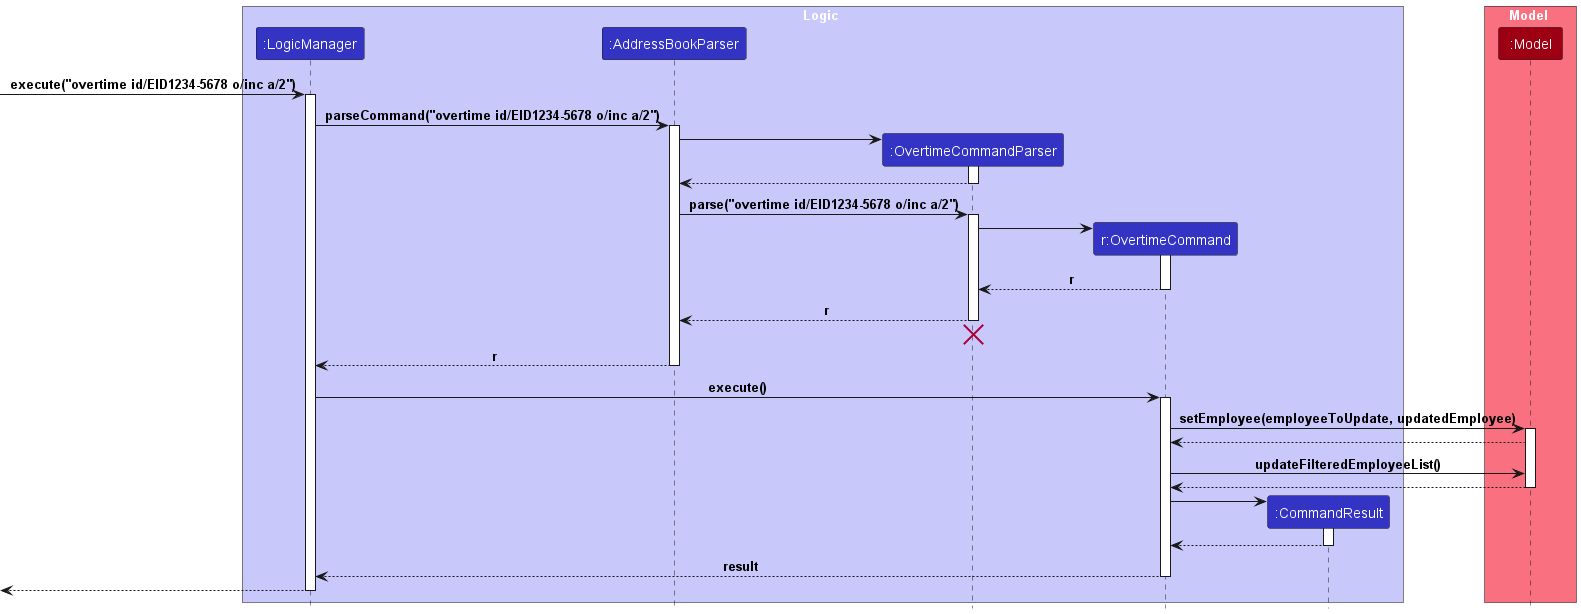 Logic
Model
:LogicManager
:AddressBookParser
:Model
execute("overtime id/EID1234-5678 o/inc a/2")
parseCommand("overtime id/EID1234-5678 o/inc a/2")
:OvertimeCommandParser
parse("overtime id/EID1234-5678 o/inc a/2")
r:OvertimeCommand
r
r
r
execute()
setEmployee(employeeToUpdate, updatedEmployee)
updateFilteredEmployeeList()
:CommandResult
result